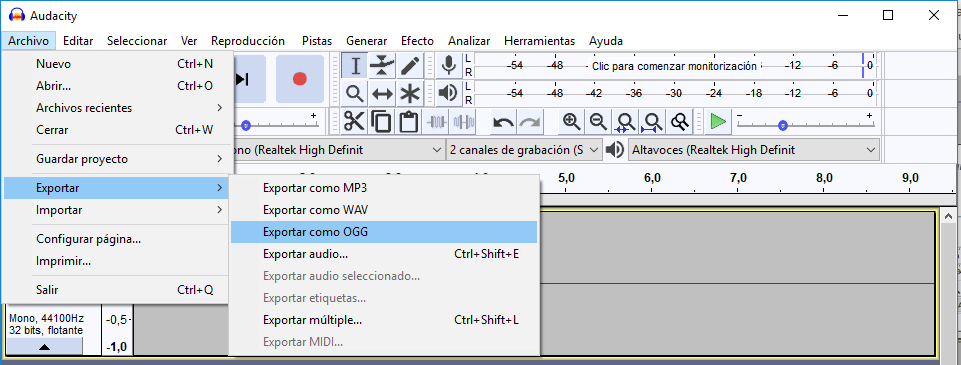 Audacity
Archivo Editar Seleccionar Ver Reproducción Pistas Generar Efecto Analizar Herramientas Ayuda
Nuevo Ctrl+N
Abrir... Ctrl+O
Archivos recientes
Cerrar Ctrl+W
Guardar proyecto
Exportar
Importar
Configurar página...
Imprimir...
Salir Ctrl+Q
L
R
-54 -48 Clic para comenzar monitorización -12 -6 0
L
R
-54 -48 -42 -36 -30 -24 -18 -12 -6 0
- +
ono (Realtek High Definit 2 canales de grabación (S Altavoces (Realtek High Definit
5,0 6,0 7,0 8,0 9,0
Exportar como MP3
Exportar como WAV
Exportar como OGG
Exportar audio... Ctrl+Shift+E
Exportar audio seleccionado...
Exportar etiquetas...
Exportar múltiple... Ctrl+Shift+L
Exportar MIDI...
Mono, 44100Hz
32 bits, flotante
-0,5
-1,0